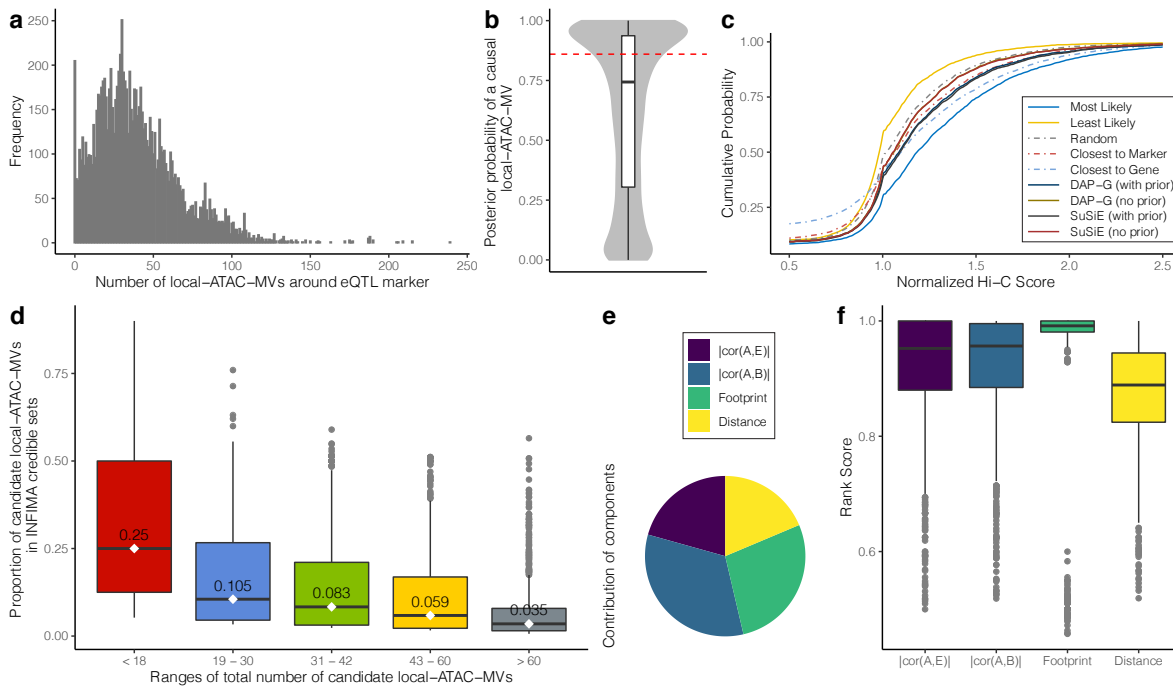 a
Frequency
250
200
150
100
50
0
0
50
100
150
200
250
Number of local−ATAC−MVs around eQTL marker
b
Posterior probability of a causal
local−ATAC−MV
1.00
0.75
0.50
0.25
0.00
c
Cumulative Probability
1.00
0.75
0.50
0.25
0.5
1.0
1.5
2.0
2.5
Normalized Hi−C Score
Most Likely
Least Likely
Random
Closest to Marker
Closest to Gene
DAP−G (with prior)
DAP−G (no prior)
SuSiE (with prior)
SuSiE (no prior)
d
Proportion of candidate local−ATAC−MVs
in INFIMA credible sets
0.75
0.50
0.25
0.00
0.25
0.105
0.083
0.059
0.035
< 18
19 − 30
31 − 42
43 − 60
> 60
Ranges of total number of candidate local−ATAC−MVs
e
|cor(A,E)|
|cor(A,B)|
Footprint
Distance
Contribution of components
f
Rank Score
1.0
0.8
0.6
|cor(A,E)|
|cor(A,B)|
Footprint
Distance